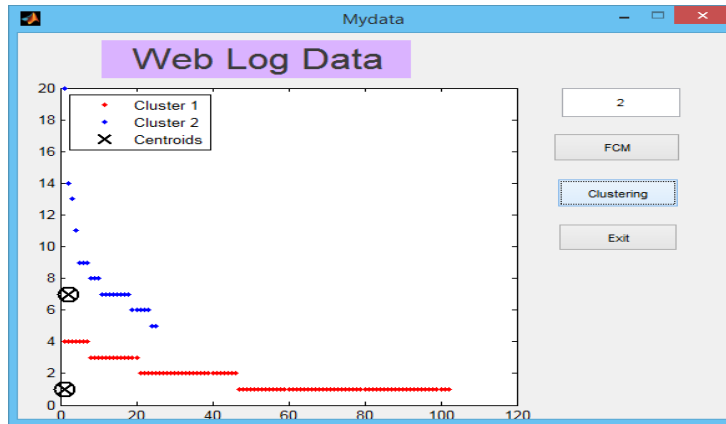 Mydata
Web Log Data
20
18
16
14
12
10
8
6
4
2
0
Cluster 1
Cluster 2
Centroids
0 20 40 60 80 100 120
2
FCM
Clustering
Exit